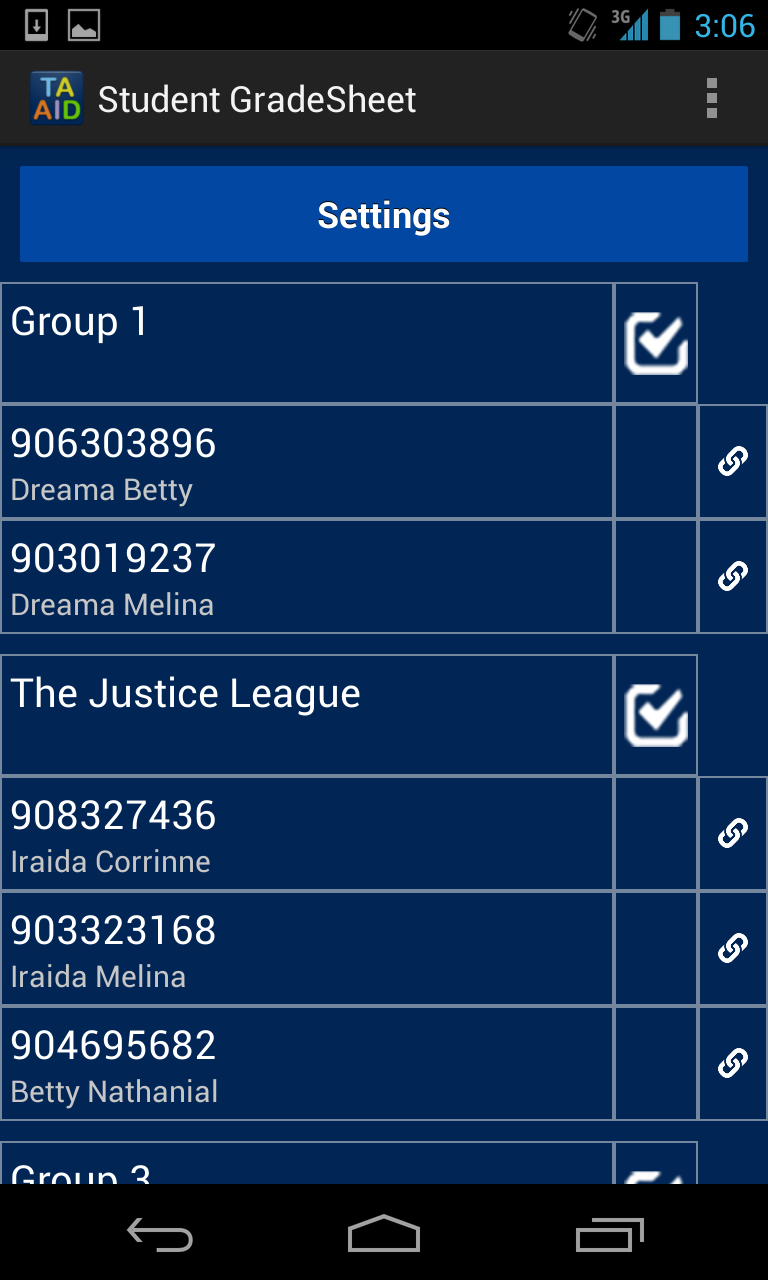 3G 3:06
TA AID Student GradeSheet
Settings
Group 1
906303896
Dreama Betty
903019237
Dreama Melina
The Justice League
908327436
Iraida Corrinne
903323168
Iraida Melina
904695682
Betty Nathanial
Group 3